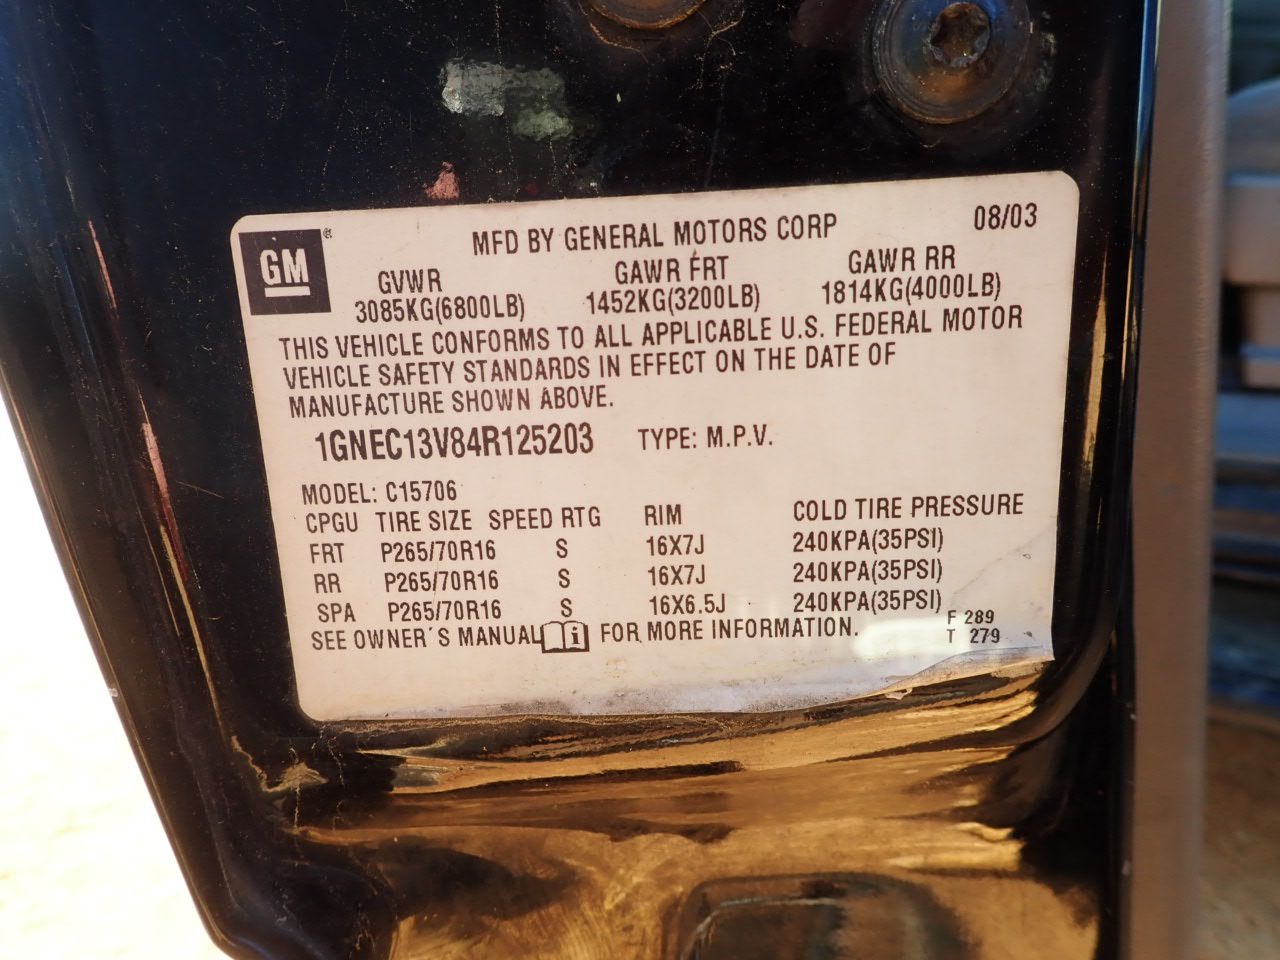 GM ®
MFD BY GENERAL MOTORS CORP 08/03
GVWR GAWR FRT GAWR RR
3085KG(6800LB) 1452KG(3200LB) 1814KG(4000LB)
THIS VEHICLE CONFORMS TO ALL APPLICABLE U.S. FEDERAL MOTOR
VEHICLE SAFETY STANDARDS IN EFFECT ON THE DATE OF
MANUFACTURE SHOWN ABOVE.
1GNEC13V84R125203 TYPE: M.P.V.
MODEL: C15706
CPGU TIRE SIZE SPEED RTG RIM COLD TIRE PRESSURE
FRT P265/70R16 S 16X7J 240KPA(35PSI)
RR P265/70R16 S 16X7J 240KPA(35PSI)
SPA P265/70R16 S 16X6.5J 240KPA(35PSI)
SEE OWNER'S MANUAL i FOR MORE INFORMATION.
F 289
T 279